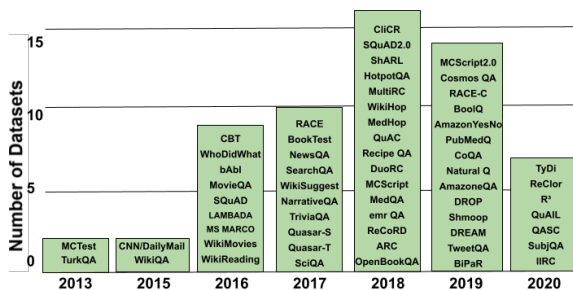 Number of Datasets
15
10
5
0
MCTest
TurkQA
2013
CNN/DailyMail
WikiQA
2015
CBT
WhoDidWhat
bAbI
MovieQA
SQuAD
LAMBADA
MS MARCO
WikiMovies
WikiReading
2016
RACE
BookTest
NewsQA
SearchQA
WikiSuggest
NarrativeQA
TriviaQA
Quasar-S
Quasar-T
SciQA
2017
CliCR
SQuAD2.0
ShARL
HotpotQA
MultiRC
WikiHop
MedHop
QuAC
Recipe QA
DuoRC
MCScript
MedQA
emr QA
ReCoRD
ARC
OpenBookQA
2018
MCScript2.0
Cosmos QA
RACE-C
BoolQ
AmazonYesNo
PubMedQ
CoQA
Natural Q
AmazoneQA
DROP
Shmoop
DREAM
TweetQA
BiPaR
2019
TyDi
ReClor
R³
QuAIL
QASC
SubjQA
IIRC
2020